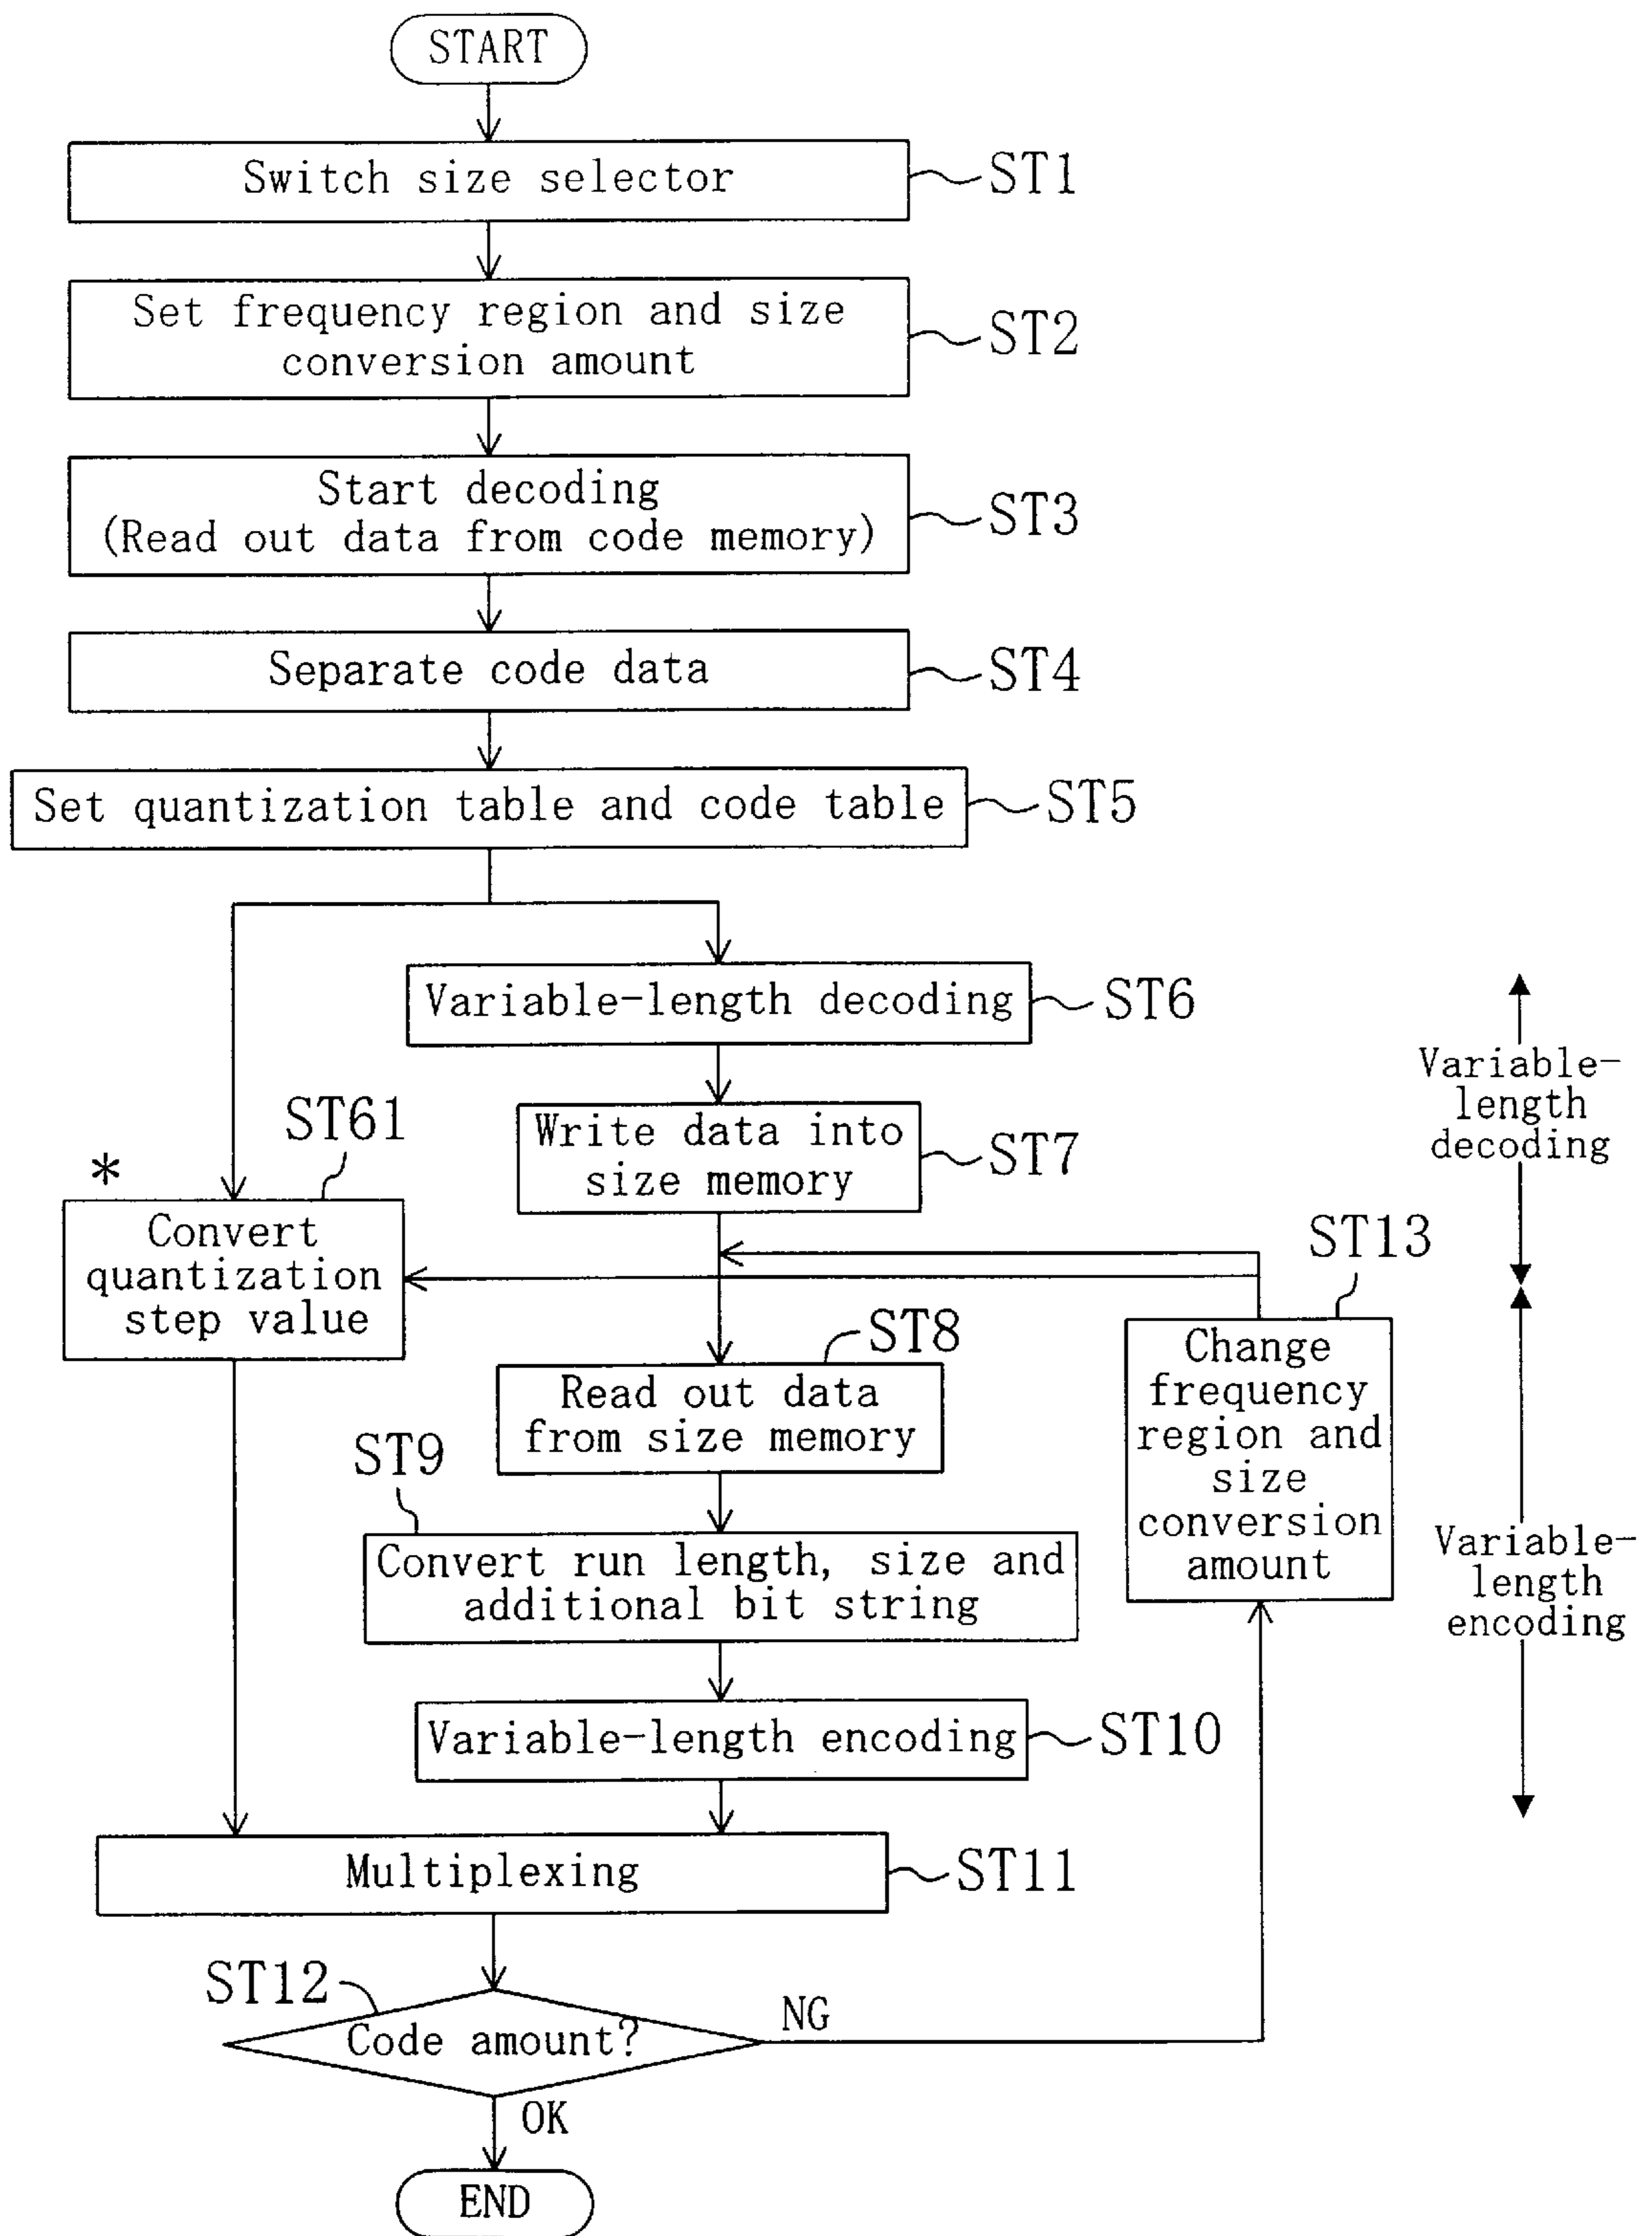 START
Switch size selector
ST1
Set frequency region and size
conversion amount
ST2
Start decoding
(Read out data from code memory)
ST3
Separate code data
ST4
Set quantization table and code table
ST5
Variable-length decoding
ST6
Variable-
length
decoding
ST61
*
Convert
quantization
step value
Write data into
size memory
ST7
ST13
Change
frequency
region and
size
conversion
amount
ST8
Read out data
from size memory
ST9
Convert run length, size and
additional bit string
Variable-
length
encoding
Variable-length encoding
ST10
Multiplexing
ST11
ST12
Code amount?
NG
OK
END